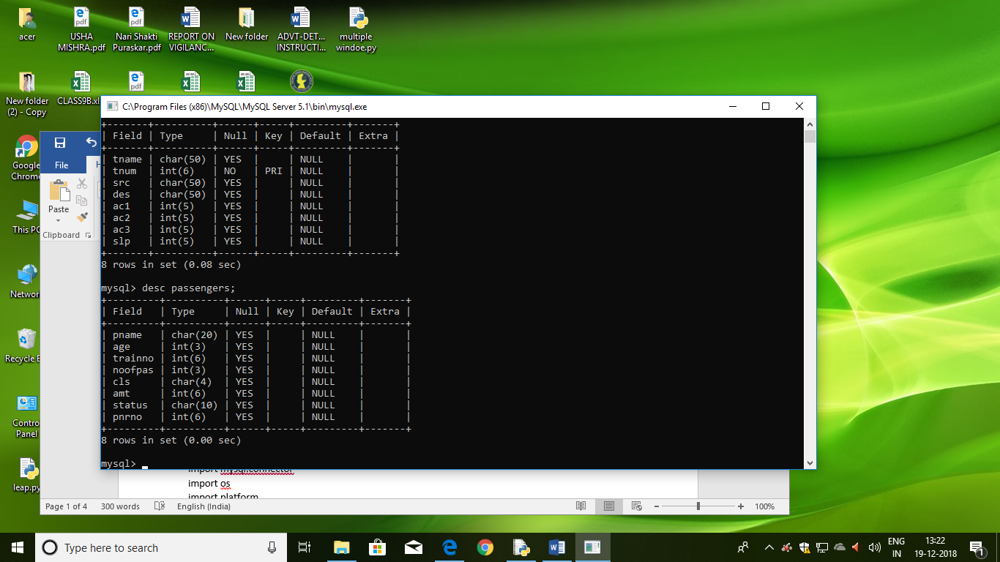 acer
USHA MISHRA.pdf
Nari Shakti Puraskar.pdf
REPORT ON VIGILANC...
New folder
ADVT-DET... INSTRUCTI...
multiple windoe.py
New folder (2) - Copy
CLASS9B.xl
C:\Program Files (x86)\MySQL\MySQL Server 5.1\bin\mysql.exe
+-------+----------+------+-----+---------+-------+
| Field | Type     | Null | Key | Default | Extra |
+-------+----------+------+-----+---------+-------+
| tname | char(50) | YES  |     | NULL    |       |
| tnum  | int(6)   | NO   | PRI | NULL    |       |
| src   | char(50) | YES  |     | NULL    |       |
| des   | char(50) | YES  |     | NULL    |       |
| ac1   | int(5)   | YES  |     | NULL    |       |
| ac2   | int(5)   | YES  |     | NULL    |       |
| ac3   | int(5)   | YES  |     | NULL    |       |
| slp   | int(5)   | YES  |     | NULL    |       |
+-------+----------+------+-----+---------+-------+
8 rows in set (0.08 sec)
mysql> desc passengers;
+---------+----------+------+-----+---------+-------+
| Field   | Type     | Null | Key | Default | Extra |
+---------+----------+------+-----+---------+-------+
| pname   | char(20) | YES  |     | NULL    |       |
| age     | int(3)   | YES  |     | NULL    |       |
| trainno | int(6)   | YES  |     | NULL    |       |
| noofpas | int(3)   | YES  |     | NULL    |       |
| cls     | char(4)  | YES  |     | NULL    |       |
| amt     | int(6)   | YES  |     | NULL    |       |
| status  | char(10) | YES  |     | NULL    |       |
| pnrno   | int(6)   | YES  |     | NULL    |       |
+---------+----------+------+-----+---------+-------+
8 rows in set (0.00 sec)
mysql>
Google Chrome
This PC
Networ
Recycle B
Contro Panel
leap.py
File
H
Paste
Clipboard
import mysql.connector
import os
import platform
Page 1 of 4
300 words
English (India)
100%
Type here to search
ENG
IN
13:22
19-12-2018
1